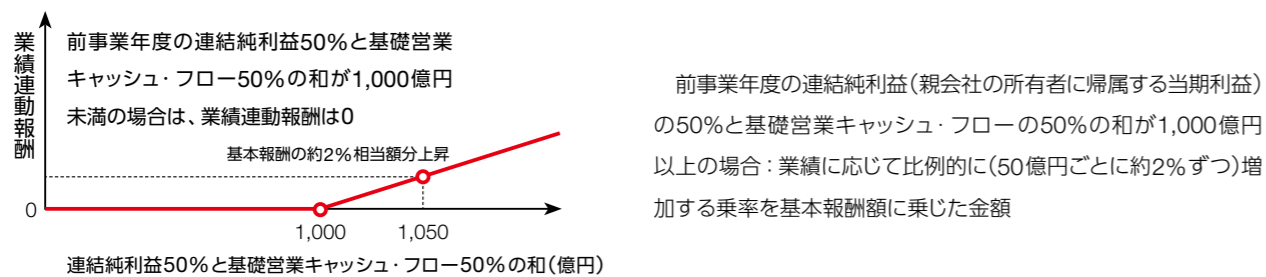 業績連動報酬
前事業年度の連結純利益50%と基礎営業
キャッシュ・フロー50%の和が1,000億円
未満の場合は、業績連動報酬は0
基本報酬の約2%相当額分上昇
0
1,000
1,050
連結純利益50%と基礎営業キャッシュ・フロー50%の和(億円)
前事業年度の連結純利益(親会社の所有者に帰属する当期利益)
の50%と基礎営業キャッシュ・フローの50%の和が1,000億円
以上の場合:業績に応じて比例的に(50億円ごとに約2%ずつ)増
加する乗率を基本報酬額に乗じた金額